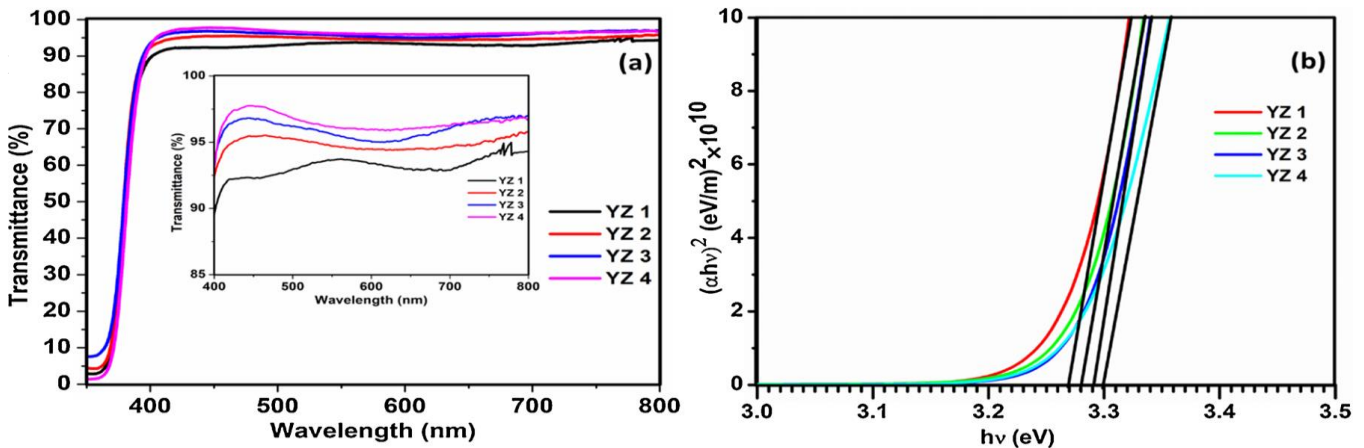 100
90
80
70
60
50
40
30
20
10
0
Transmittance (%)
400
500
600
700
800
Wavelength (nm)
(a)
YZ 1
YZ 2
YZ 3
YZ 4
100
95
90
85
Transmittance (%)
400
500
600
700
800
Wavelength (nm)
YZ 1
YZ 2
YZ 3
YZ 4
10
8
6
4
2
0
(αhν)² (eV/m)²×10¹⁰
3.0
3.1
3.2
3.3
3.4
3.5
hν (eV)
(b)
YZ 1
YZ 2
YZ 3
YZ 4